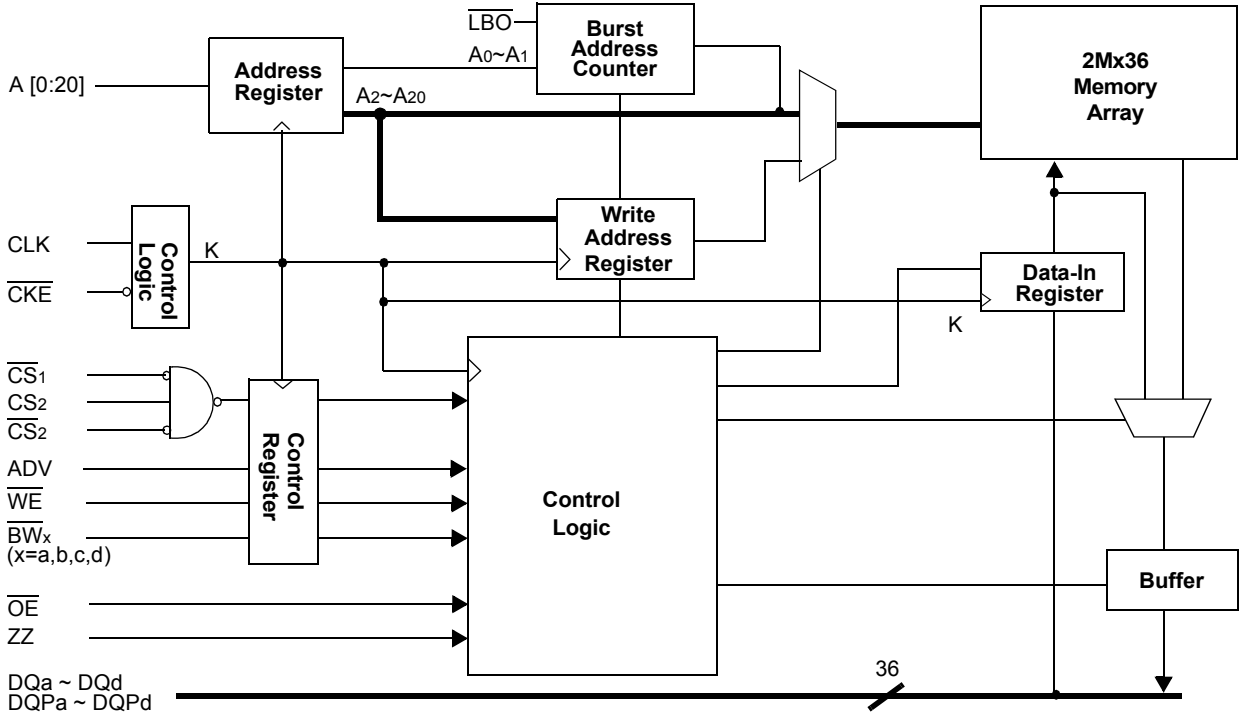 LBO
Burst
Address
Counter
2Mx36
Memory
Array
A [0:20]
Address
Register
A0~A1
A2~A20
Write
Address
Register
CLK
CKE
Control
Logic
K
Data-In
Register
K
CS1
CS2
CS2
ADV
WE
BWx
(x=a,b,c,d)
Control
Register
Control
Logic
OE
ZZ
Buffer
DQa ~ DQd
DQPa ~ DQPd
36